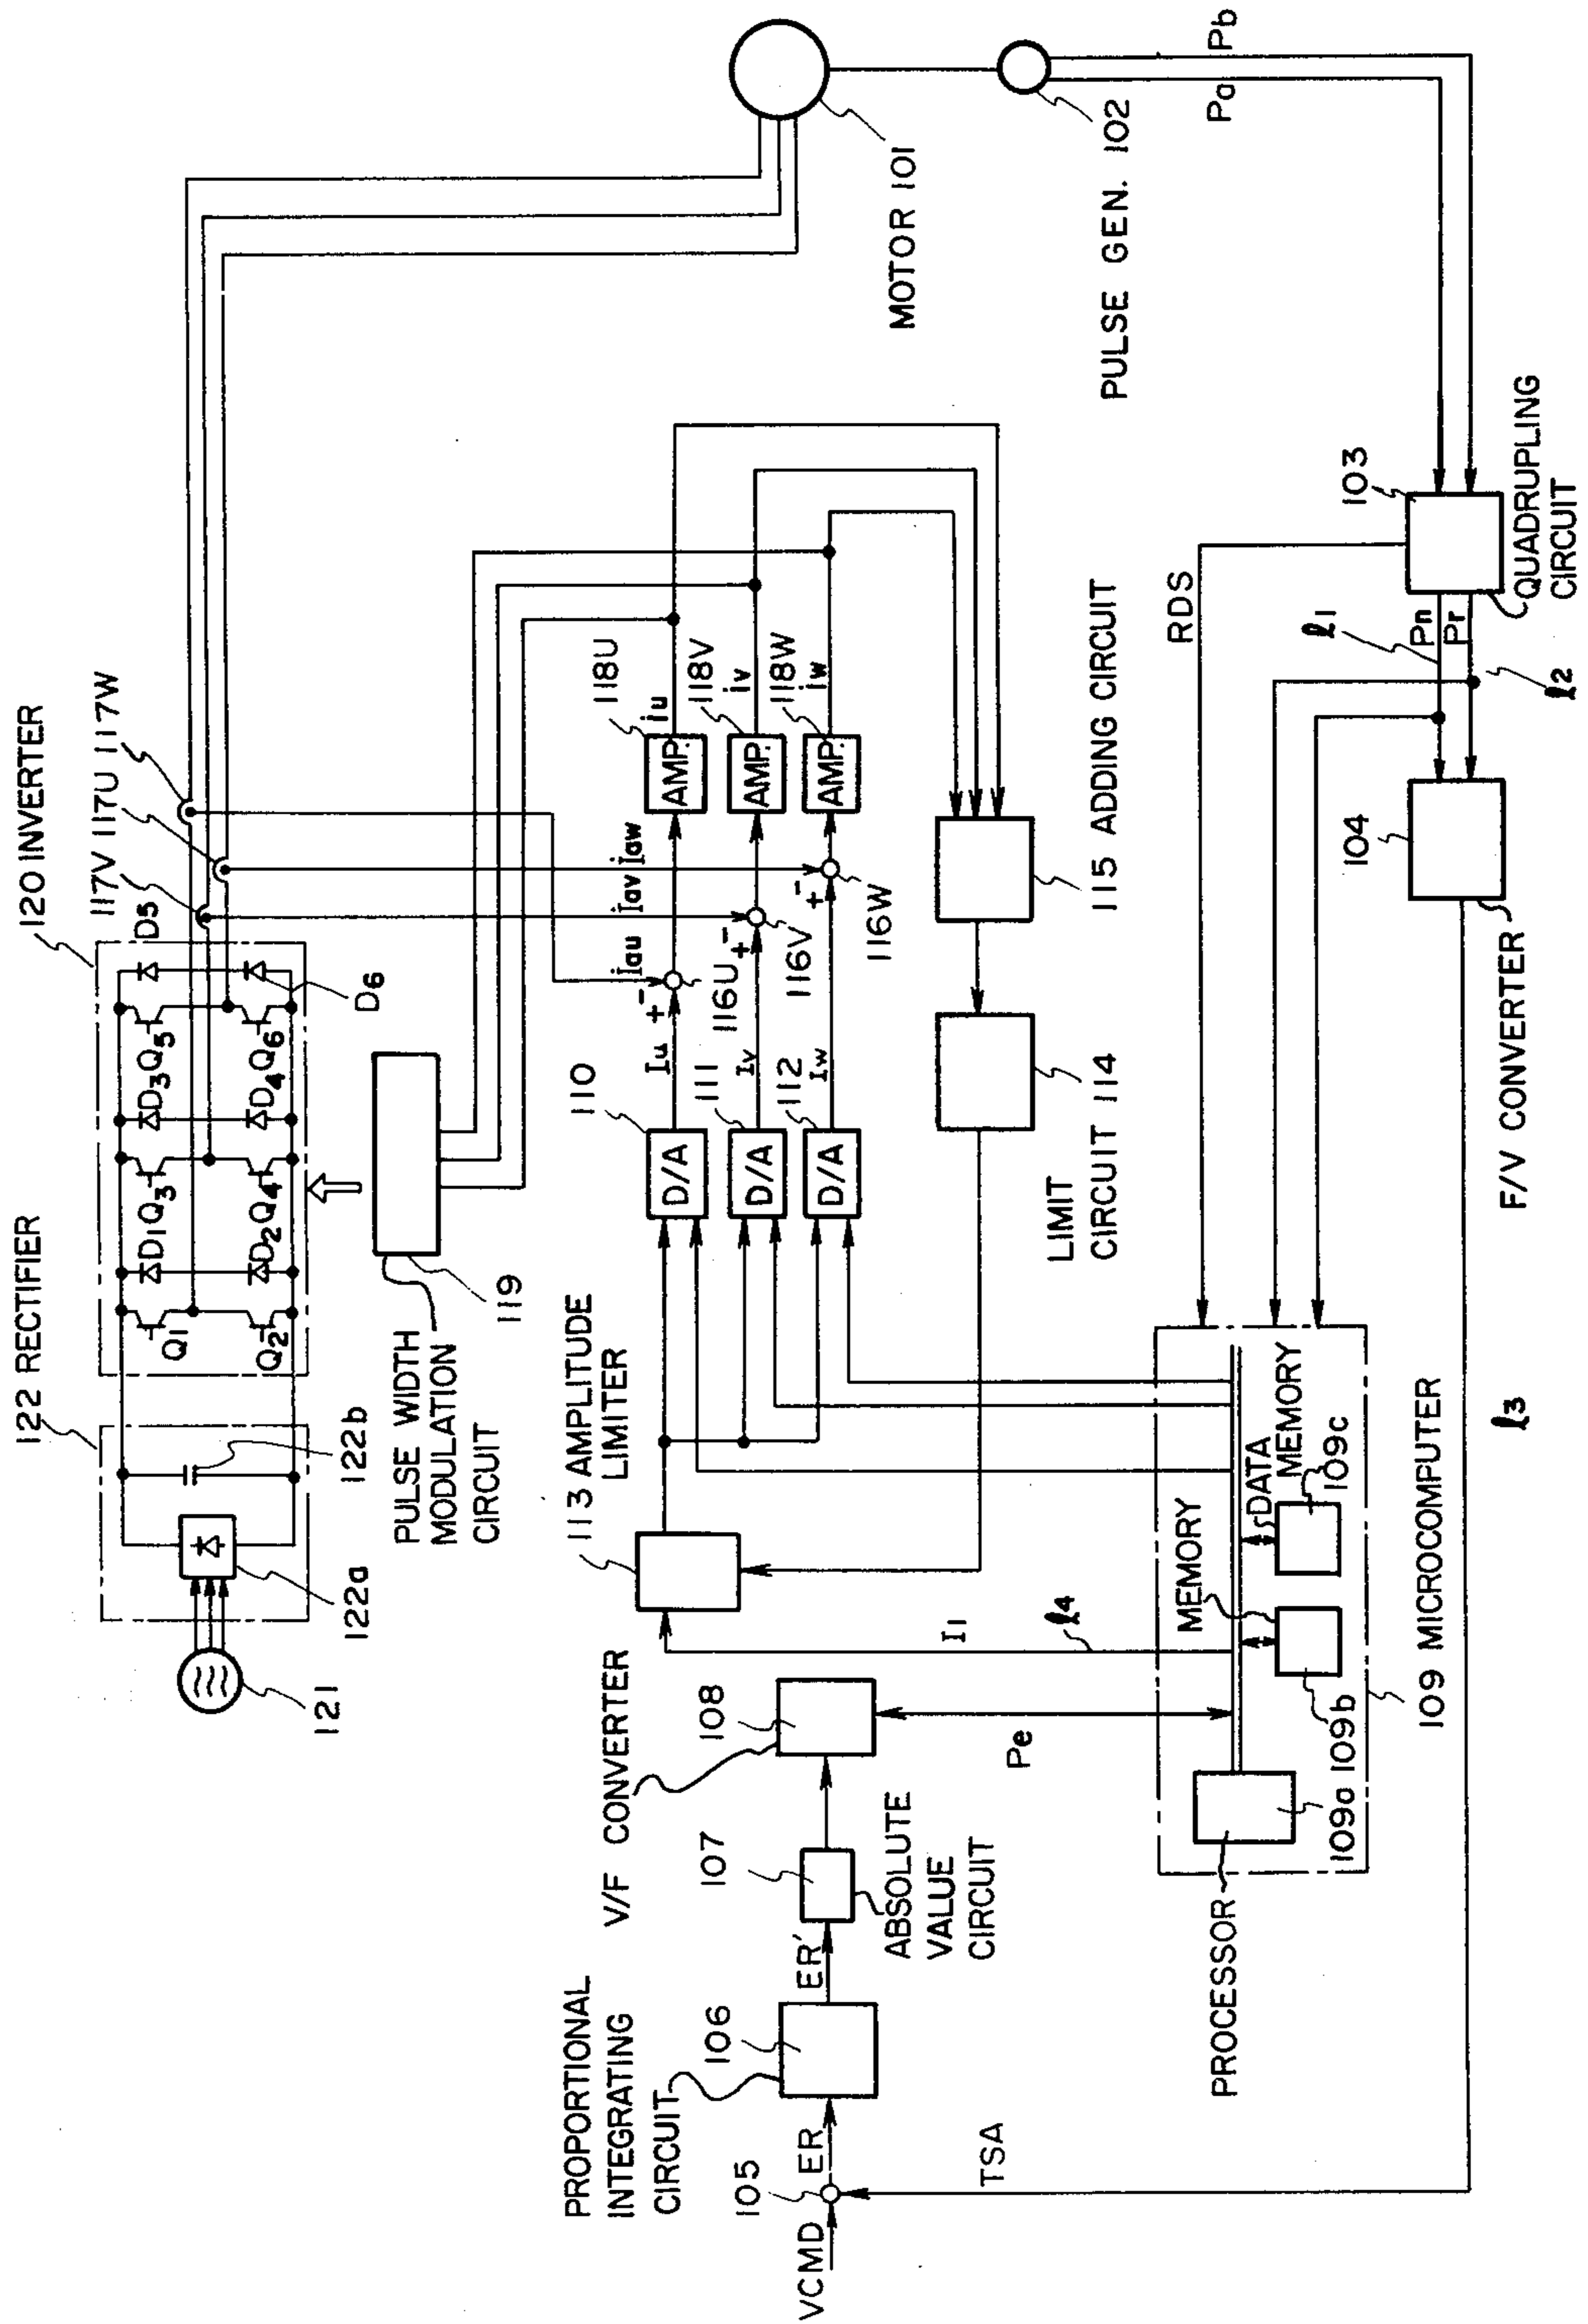 122 RECTIFIER
120 INVERTER
117V 117U 117W
121
122a
122b
Q1
Q2
D1
D2
Q3
Q4
D3
D4
Q5
Q6
D5
D6
PULSE WIDTH
MODULATION
CIRCUIT
119
MOTOR 101
PULSE GEN. 102
Pa
Pb
113 AMPLITUDE
LIMITER
110
D/A
111
D/A
112
D/A
Iu
Iv
Iw
+
-
+
-
+
-
Iau
Iav
Iaw
116U
116V
116W
118U
AMP.
iu
118V
AMP.
iv
118W
AMP.
iw
115 ADDING CIRCUIT
LIMIT
CIRCUIT 114
PROPORTIONAL
INTEGRATING
CIRCUIT
106
V/F CONVERTER
108
107
ABSOLUTE
VALUE
CIRCUIT
105
VCMD
ER
ER'
TSA
Pe
I1
ℓ4
PROCESSOR
109a
109b
MEMORY
DATA
MEMORY
109c
109 MICROCOMPUTER
ℓ3
RDS
ℓ1
ℓ2
Pn
Pr
103
QUADRUPLING
CIRCUIT
104
F/V CONVERTER